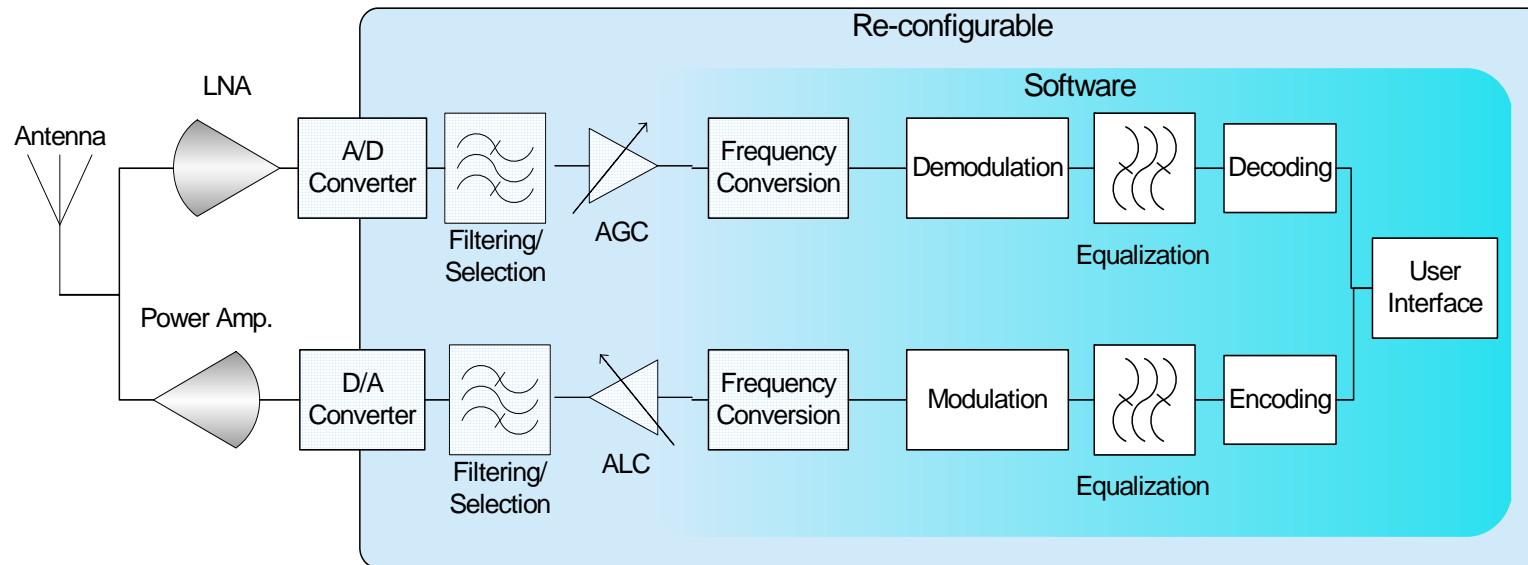 Re-configurable
Software
LNA
Antenna
A/D
Converter
Filtering/
Selection
AGC
Frequency
Conversion
Demodulation
Equalization
Decoding
User
Interface
Power Amp.
D/A
Converter
Filtering/
Selection
ALC
Frequency
Conversion
Modulation
Equalization
Encoding